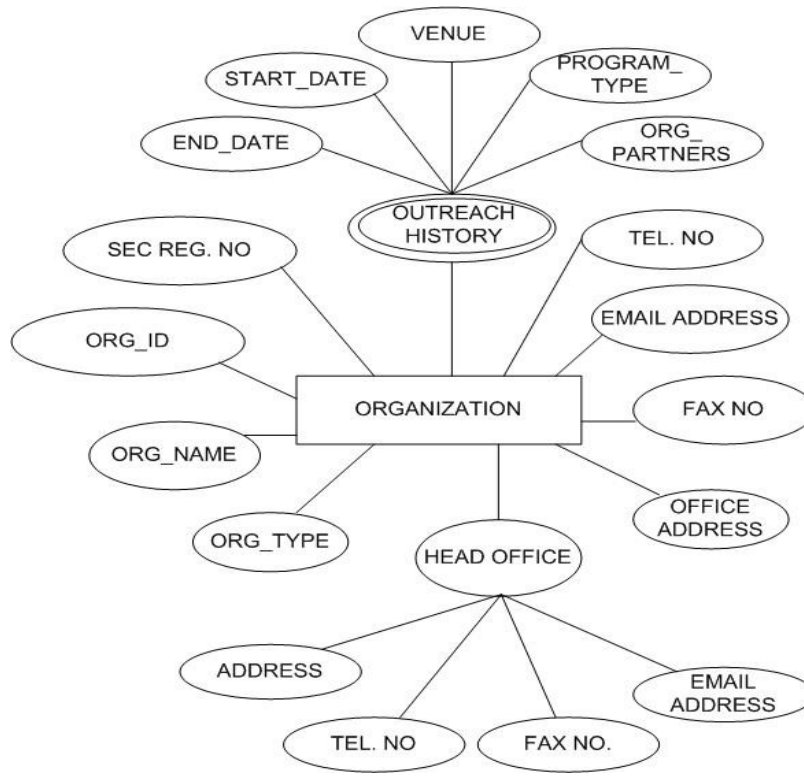 VENUE
START_DATE
PROGRAM_
TYPE
END_DATE
ORG_
PARTNERS
OUTREACH
HISTORY
SEC REG. NO
TEL. NO
EMAIL ADDRESS
ORG_ID
ORGANIZATION
FAX NO
ORG_NAME
OFFICE
ADDRESS
ORG_TYPE
HEAD OFFICE
ADDRESS
EMAIL
ADDRESS
TEL. NO
FAX NO.